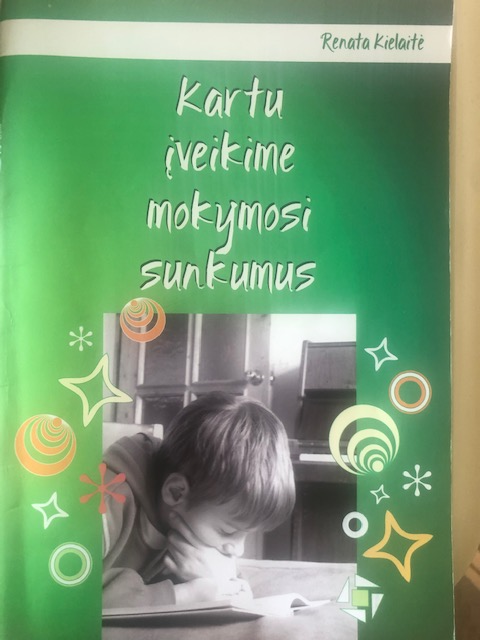 Renata Kielaitė
Kartu
įveikime
mokymosi
sunkumus